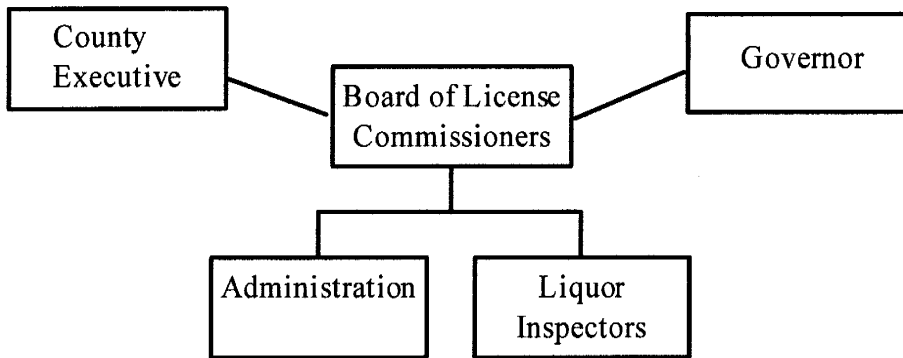 County
Executive
Governor
Board of License
Commissioners
Administration
Liquor
Inspectors